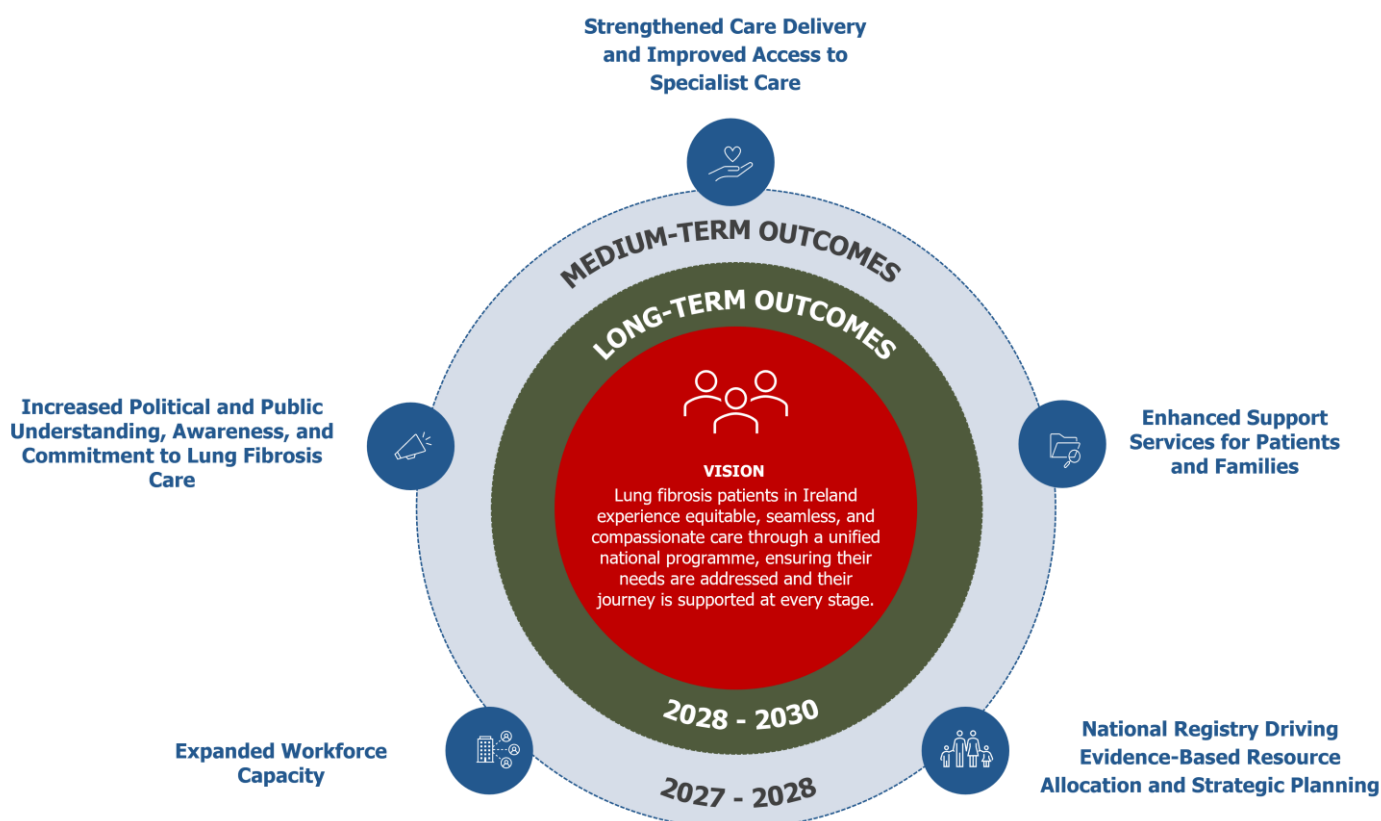 Strengthened Care Delivery
and Improved Access to
Specialist Care
MEDIUM-TERM OUTCOMES
LONG-TERM OUTCOMES
Increased Political and Public
Understanding, Awareness, and
Commitment to Lung Fibrosis
Care
Enhanced Support
Services for Patients
and Families
VISION
Lung fibrosis patients in Ireland
experience equitable, seamless, and
compassionate care through a unified
national programme, ensuring their
needs are addressed and their
journey is supported at every stage.
2028 - 2030
Expanded Workforce
Capacity
National Registry Driving
Evidence-Based Resource
Allocation and Strategic Planning
2027 - 2028